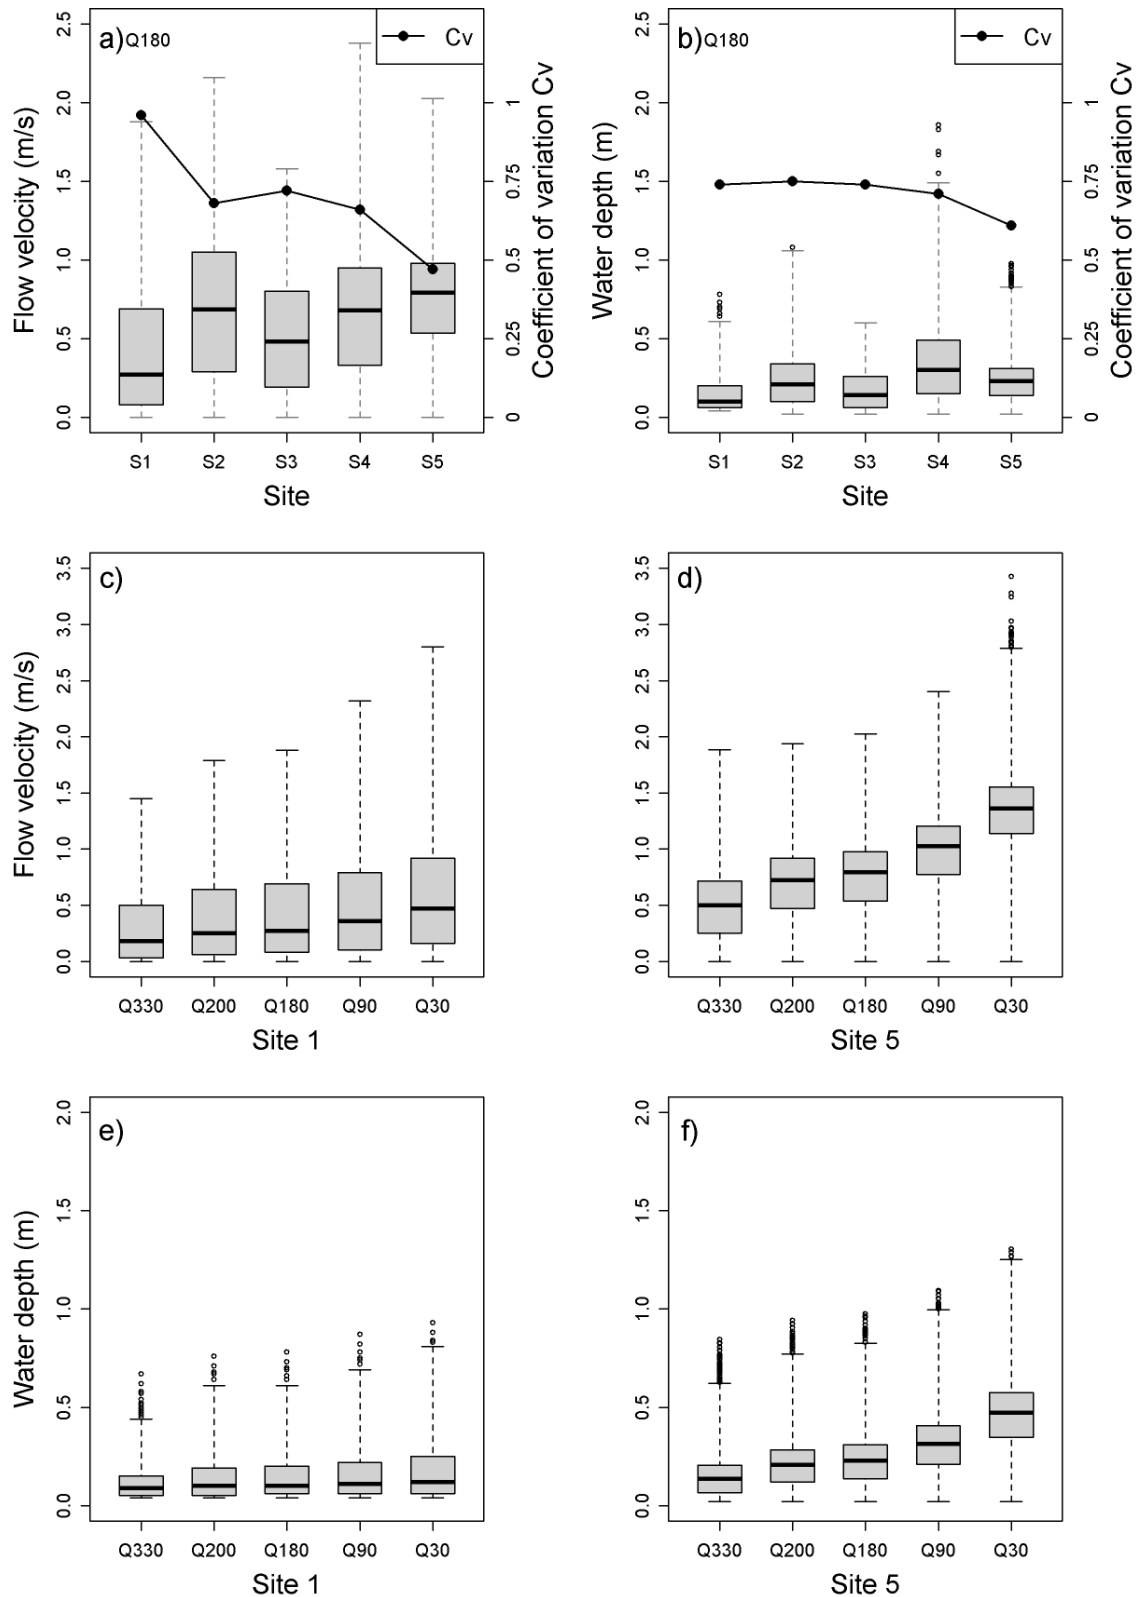 a)Q180
Cv
2.5
2.0
1.5
1.0
0.5
0.0
Flow velocity (m/s)
1
0.75
0.5
0.25
0
Coefficient of variation Cv
S1 S2 S3 S4 S5
Site
b)Q180
Cv
2.5
2.0
1.5
1.0
0.5
0.0
Water depth (m)
1
0.75
0.5
0.25
0
Coefficient of variation Cv
S1 S2 S3 S4 S5
Site
c)
3.5
3.0
2.5
2.0
1.5
1.0
0.5
0.0
Flow velocity (m/s)
Q330 Q200 Q180 Q90 Q30
Site 1
d)
3.5
3.0
2.5
2.0
1.5
1.0
0.5
0.0
Q330 Q200 Q180 Q90 Q30
Site 5
e)
2.0
1.5
1.0
0.5
0.0
Water depth (m)
Q330 Q200 Q180 Q90 Q30
Site 1
f)
2.0
1.5
1.0
0.5
0.0
Q330 Q200 Q180 Q90 Q30
Site 5